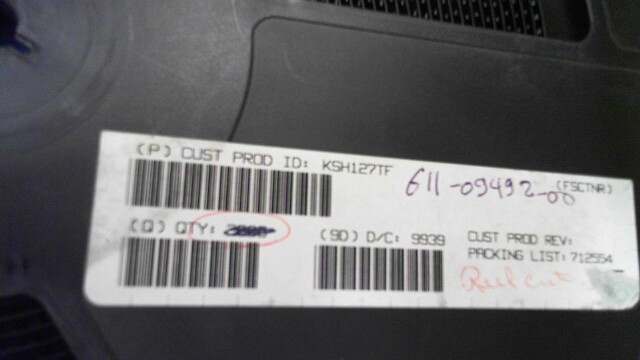 (P) CUST PROD ID: KSH127TF
611-09492-00
(FSCTNR)
(Q) QTY: 2000
(9D) D/C: 9939
CUST PROD REV:
PACKING LIST: 712554
Reel cut